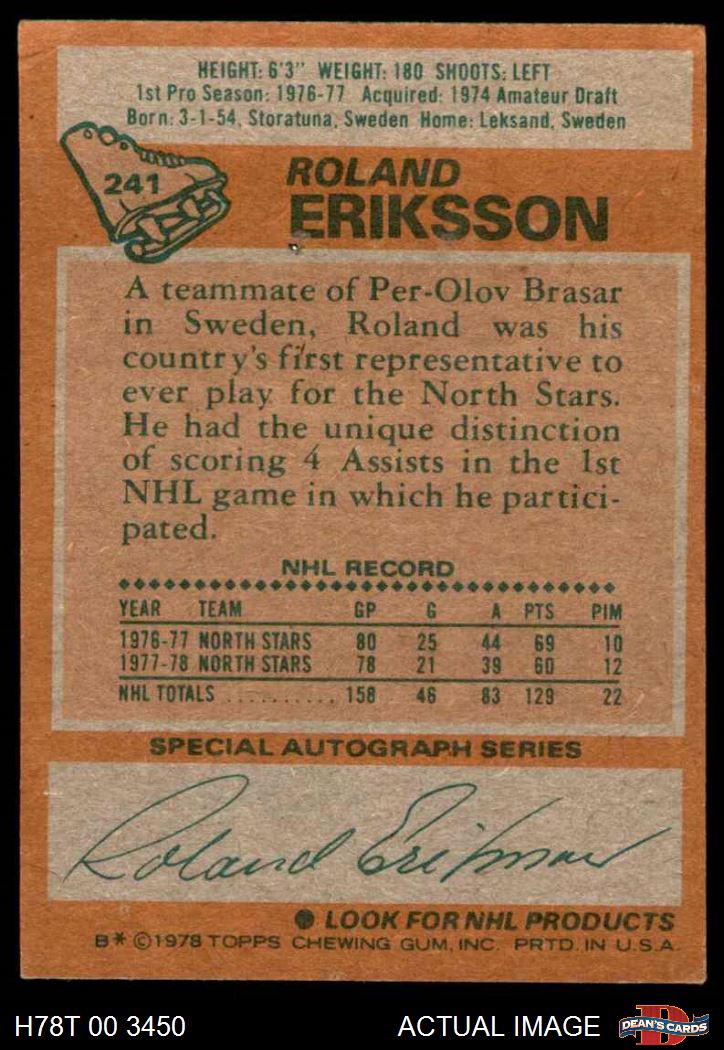 HEIGHT: 6'3" WEIGHT: 180 SHOOTS: LEFT
1st Pro Season: 1976-77 Acquired: 1974 Amateur Draft
Born: 3-1-54, Storatuna, Sweden Home: Leksand, Sweden
241
ROLAND
ERIKSSON
A teammate of Per-Olov Brasar
in Sweden, Roland was his
country's first representative to
ever play for the North Stars.
He had the unique distinction
of scoring 4 Assists in the 1st
NHL game in which he partici-
pated.
NHL RECORD
YEAR TEAM GP G A PTS PIM
1976-77 NORTH STARS 80 25 44 69 10
1977-78 NORTH STARS 78 21 39 60 12
NHL TOTALS .......... 158 46 83 129 22
SPECIAL AUTOGRAPH SERIES
Roland Eriksson
● LOOK FOR NHL PRODUCTS
B* ©1978 TOPPS CHEWING GUM, INC. PRTD. IN U.S.A.
H78T 00 3450 ACTUAL IMAGE
D
DEAN'S CARDS